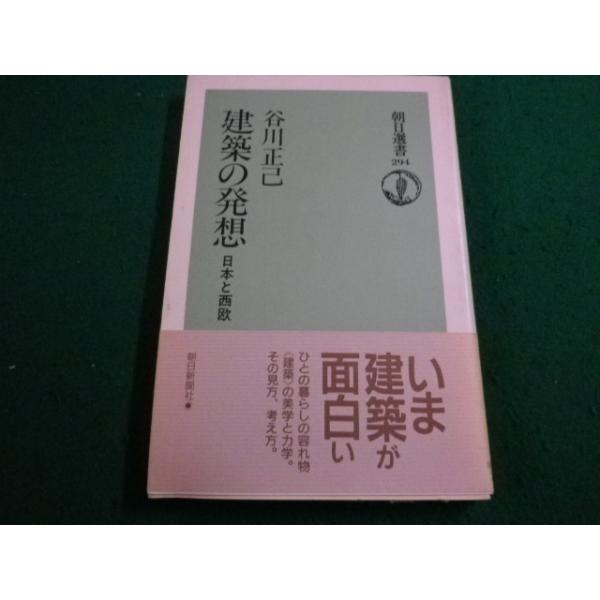 朝日選書
294
谷川正己
建築の発想
日本と西欧
いま
建築が
面白い
ひとの暮らしの容れ物
〈建築〉の美学と力学。
その見方、考え方。
朝日新聞社●